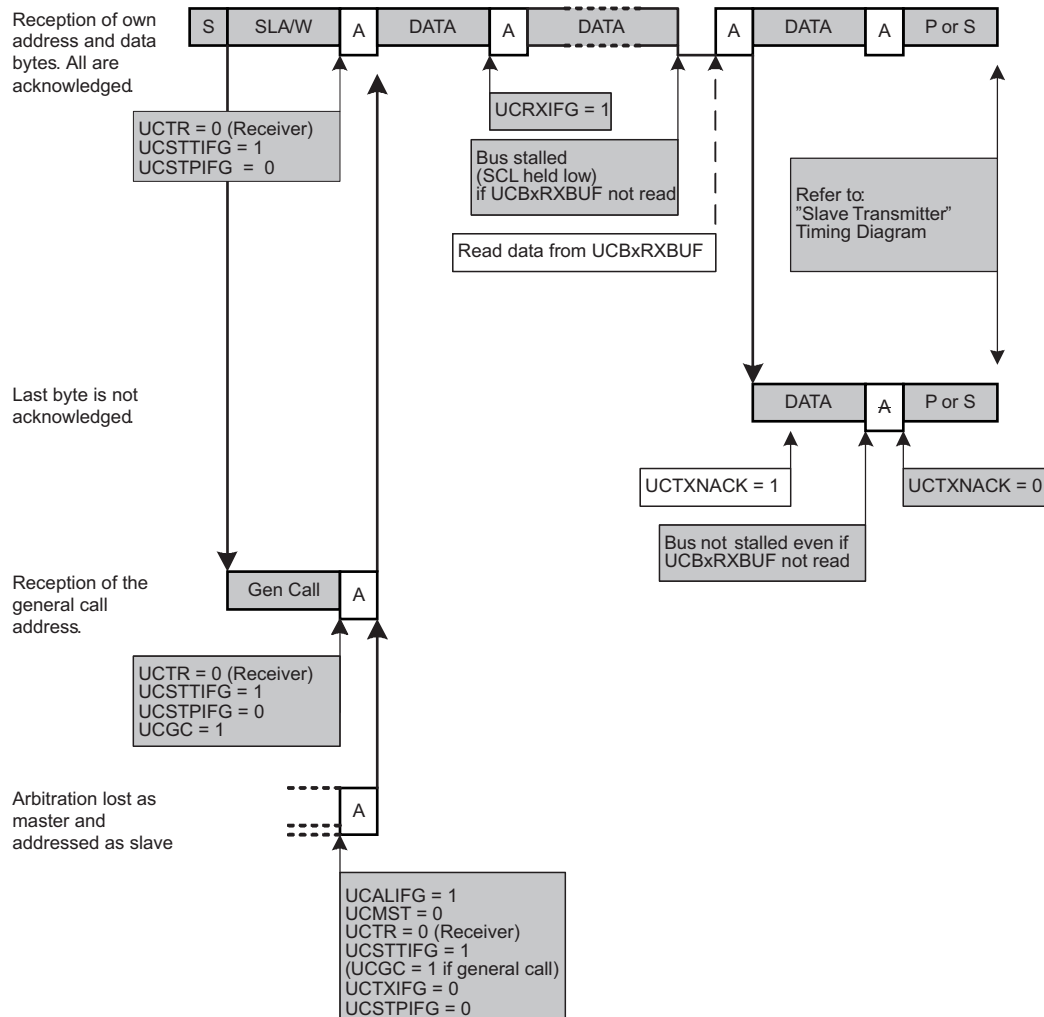 Reception of own
address and data
bytes. All are
acknowledged.
S SLA/W A DATA A DATA A DATA A P or S
UCTR = 0 (Receiver)
UCSTTIFG = 1
UCSTPIFG = 0
UCRXIFG = 1
Bus stalled
(SCL held low)
if UCBxRXBUF not read
Read data from UCBxRXBUF
Refer to:
”Slave Transmitter”
Timing Diagram
Last byte is not
acknowledged.
DATA A P or S
UCTXNACK = 1
UCTXNACK = 0
Bus not stalled even if
UCBxRXBUF not read
Reception of the
general call
address.
Gen Call A
UCTR = 0 (Receiver)
UCSTTIFG = 1
UCSTPIFG = 0
UCGC = 1
Arbitration lost as
master and
addressed as slave
A
UCALIFG = 1
UCMST = 0
UCTR = 0 (Receiver)
UCSTTIFG = 1
(UCGC = 1 if general call)
UCTXIFG = 0
UCSTPIFG = 0